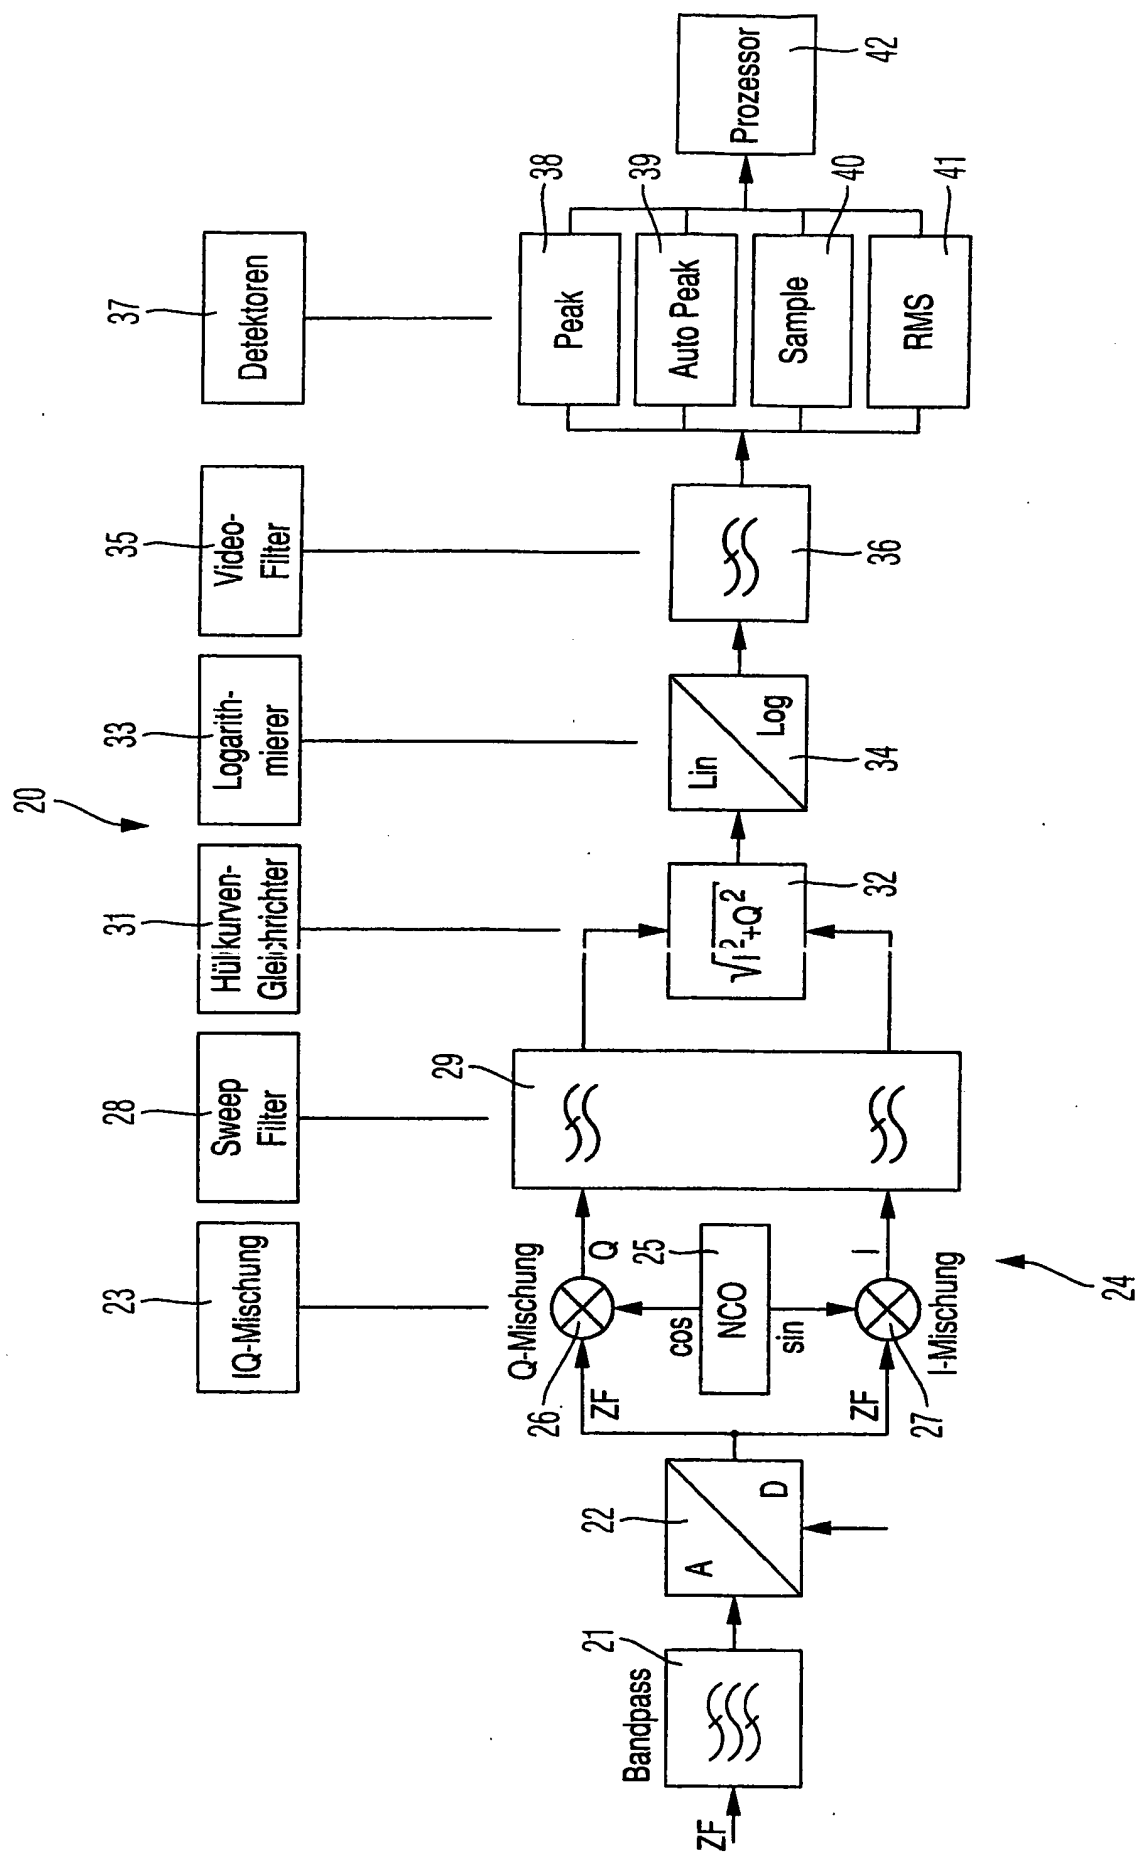 20
23
28
31
33
35
37
IQ-Mischung
Sweep
Filter
Hüllkurven-
Gleichrichter
Logarith-
mierer
Video-
Filter
Detektoren
ZF
Bandpass
21
A
D
22
ZF
ZF
Q-Mischung
26
cos
NCO
25
sin
27
I-Mischung
24
Q
I
29
√I²+Q²
32
Lin
Log
34
36
Peak
38
Auto Peak
39
Sample
40
RMS
41
Prozessor
42